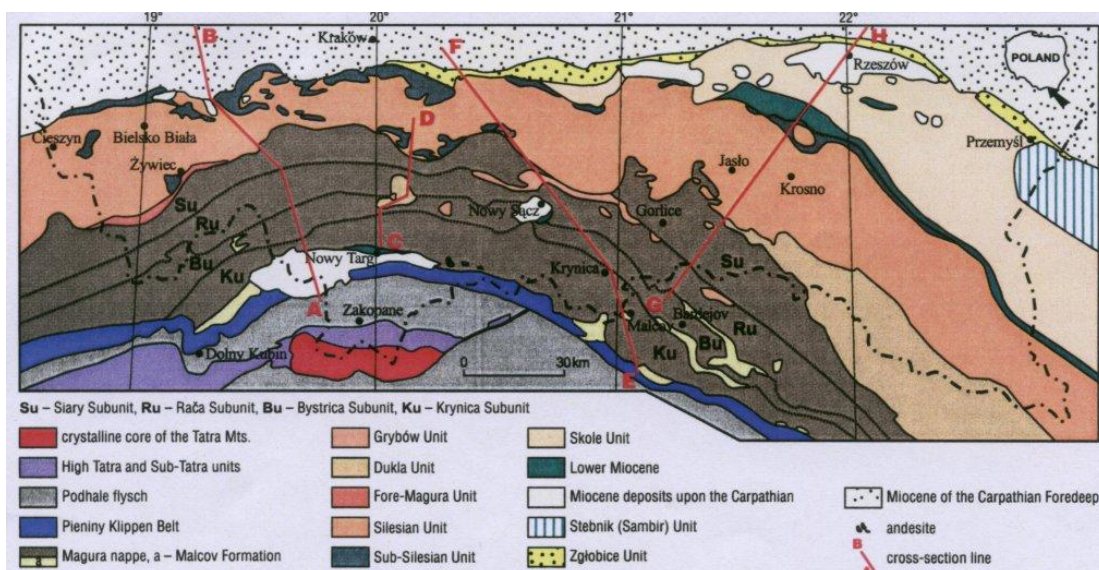 19° 20° 21° 22°
B
Kraków
F
H
Rzeszów
POLAND
D
Cieszyn
Bielsko Biała
Przemyśl
Żywiec
Jasło
Krosno
Su
Nowy Sącz
Gorlice
Ru
C
Bu
Nowy Targ
Su
Ku
Krynica
G
A
Zakopane
Bardejov
Malcov
Ru
Bu
Dolny Kubin
Ku
0 30km
E
Su – Siary Subunit, Ru – Rača Subunit, Bu – Bystrica Subunit, Ku – Krynica Subunit
crystalline core of the Tatra Mts.
High Tatra and Sub-Tatra units
Podhale flysch
Pieniny Klippen Belt
a
Magura nappe, a – Malcov Formation
Grybów Unit
Dukla Unit
Fore-Magura Unit
Silesian Unit
Sub-Silesian Unit
Skole Unit
Lower Miocene
Miocene deposits upon the Carpathian
Stebnik (Sambir) Unit
Zgłobice Unit
Miocene of the Carpathian Foredeep
andesite
B
cross-section line